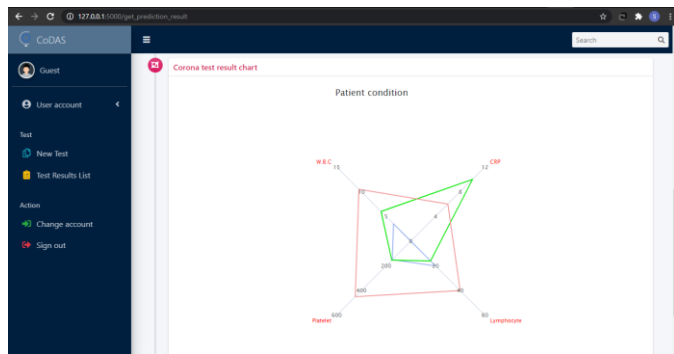 127.0.0.1:5000/get_prediction_result
CoDAS
Search
Guest
Corona test result chart
User account
Patient condition
Test
New Test
Test Results List
Action
Change account
Sign out
W.B.C
15
10
5
CRP
12
8
4
0
200
400
600
Platelet
20
40
60
Lymphocyte